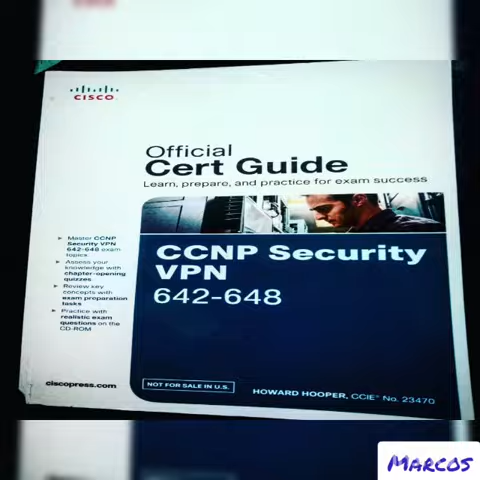 CISCO
Official
Cert Guide
Learn, prepare, and practice for exam success
► Master CCNP
Security VPN
642-648 exam
topics
► Assess your
knowledge with
chapter-opening
quizzes
► Review key
concepts with
exam preparation
tasks
► Practice with
realistic exam
questions on the
CD-ROM
CCNP Security
VPN
642-648
ciscopress.com
NOT FOR SALE IN U.S.
HOWARD HOOPER, CCIE® No. 23470
MARCOS